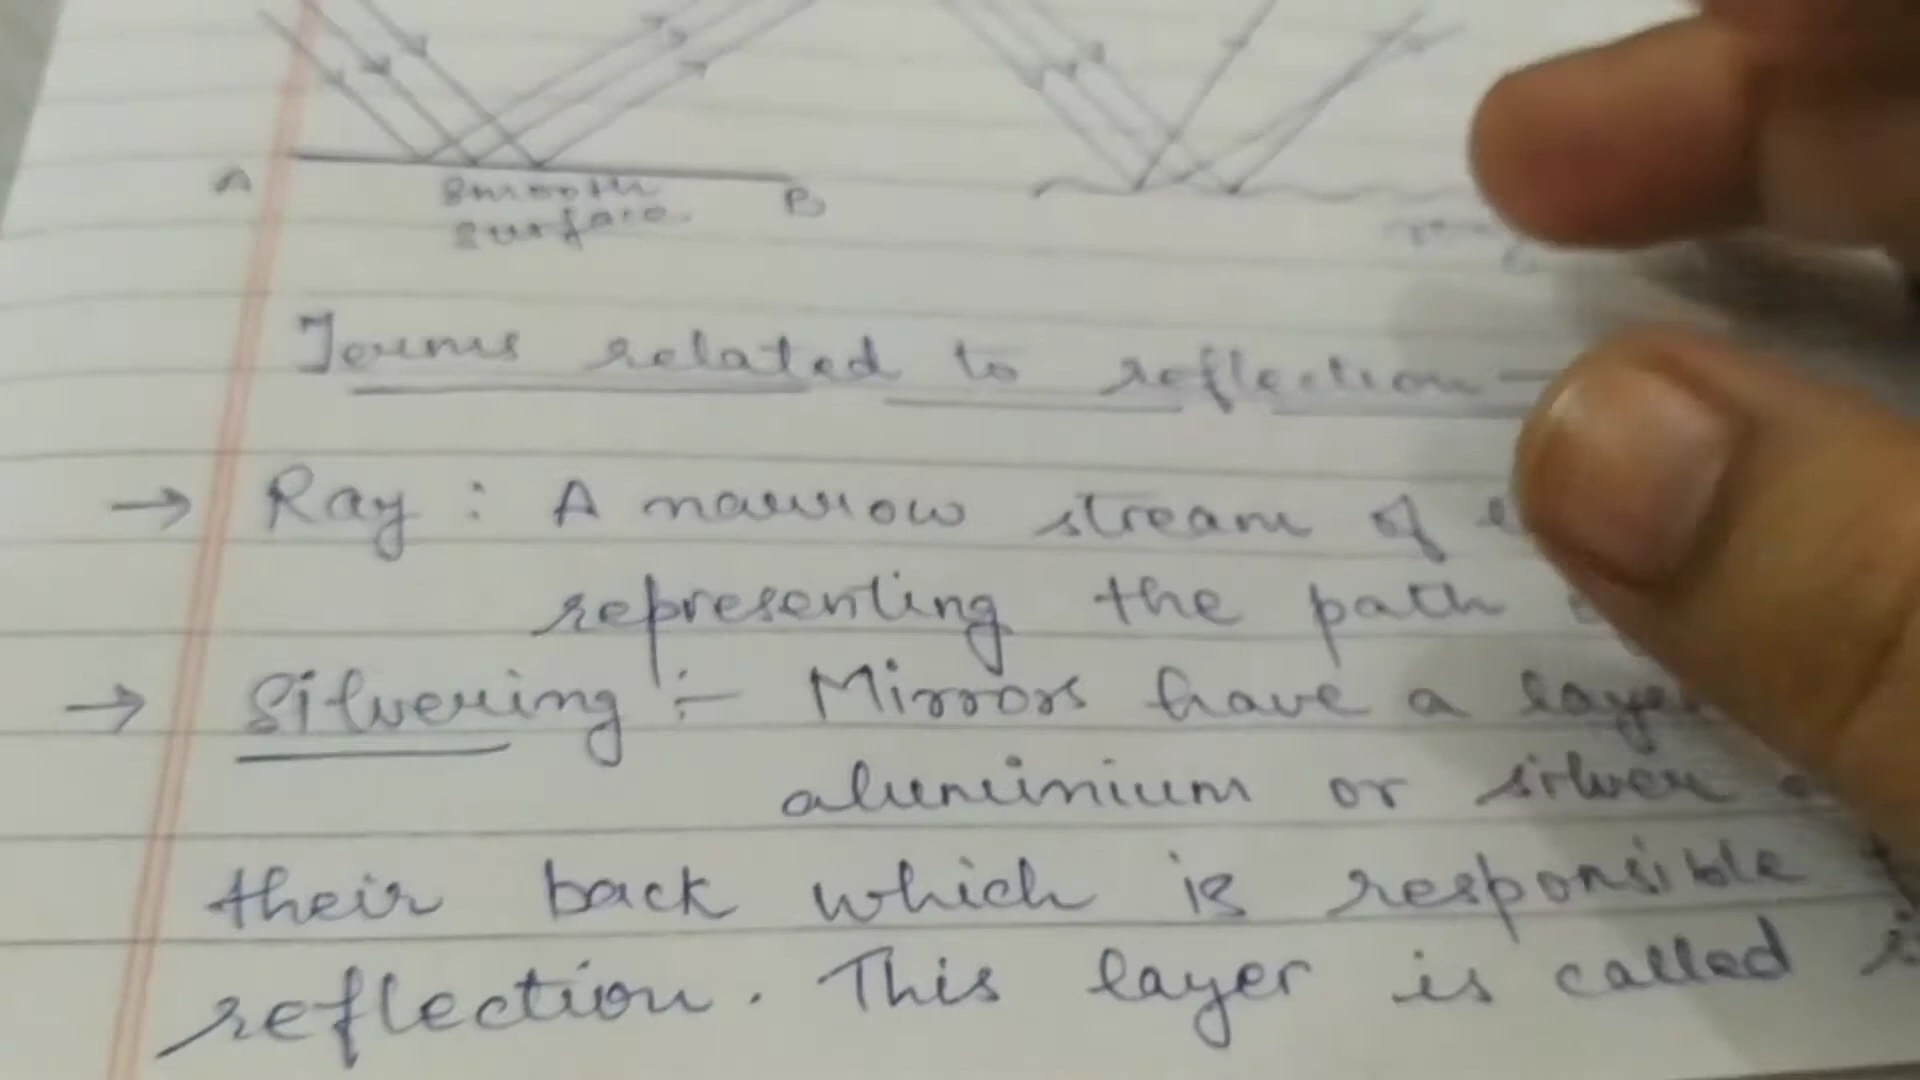 A
Smooth
B
surface.
Terms related to reflection —
→ Ray : A narrow stream of
representing the path
→ Silvering :- Mirrors have a layer
aluminium or silver
their back which is responsible
reflection. This layer is called